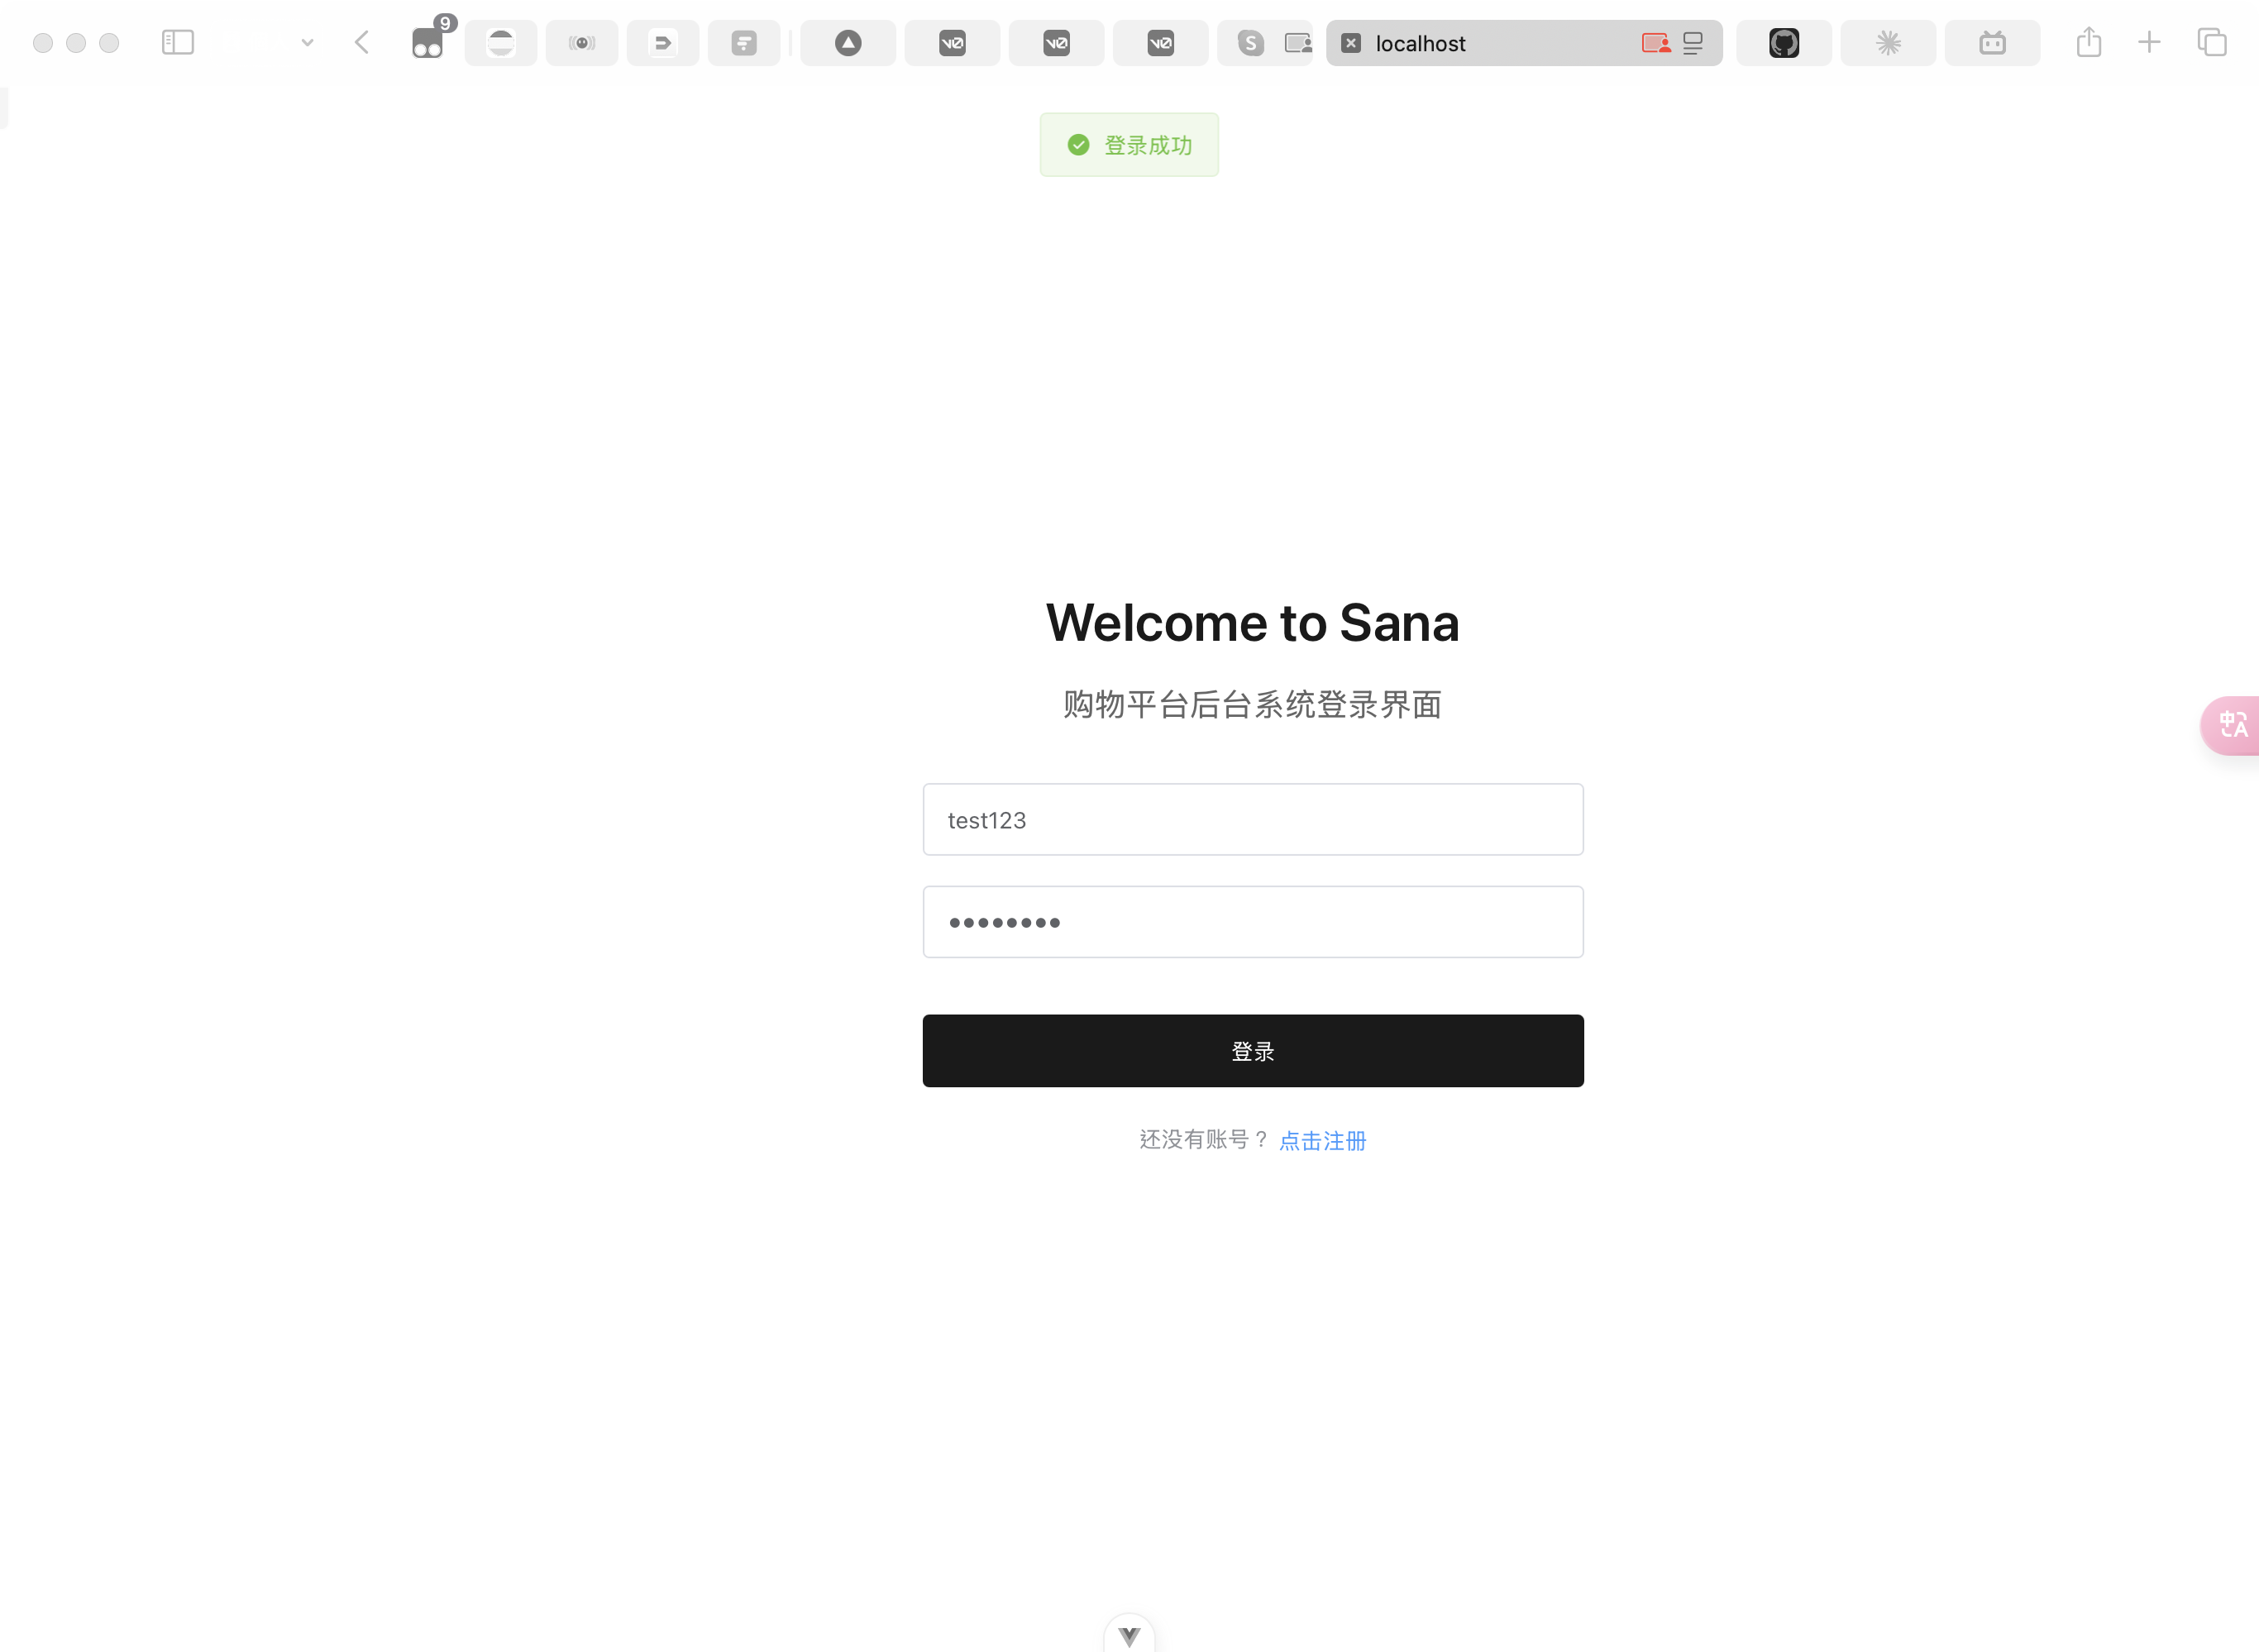 9
localhost
登录成功
Welcome to Sana
购物平台后台系统登录界面
test123
登录
还没有账号？ 点击注册